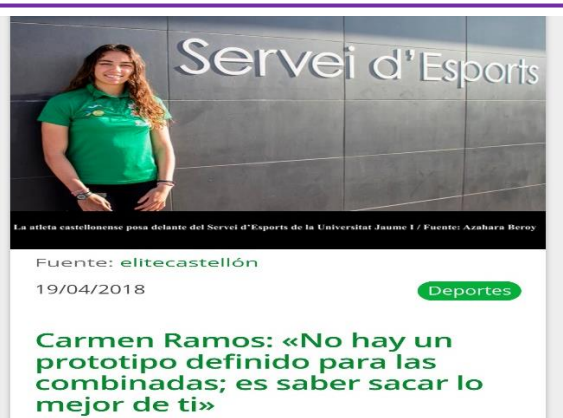 Servei d'Esports
La atleta castellonense posa delante del Servei d'Esports de la Universitat Jaume I / Fuente: Azahara Beroy
Fuente: elitecastellón
19/04/2018
Deportes
Carmen Ramos: «No hay un
prototipo definido para las
combinadas; es saber sacar lo
mejor de ti»